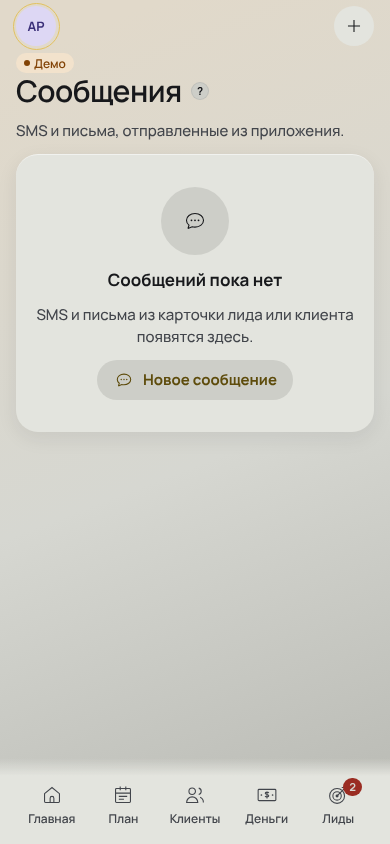 AP
Демо
Сообщения ?
SMS и письма, отправленные из приложения.
Сообщений пока нет
SMS и письма из карточки лида или клиента
появятся здесь.
Новое сообщение
2
Главная План Клиенты Деньги Лиды